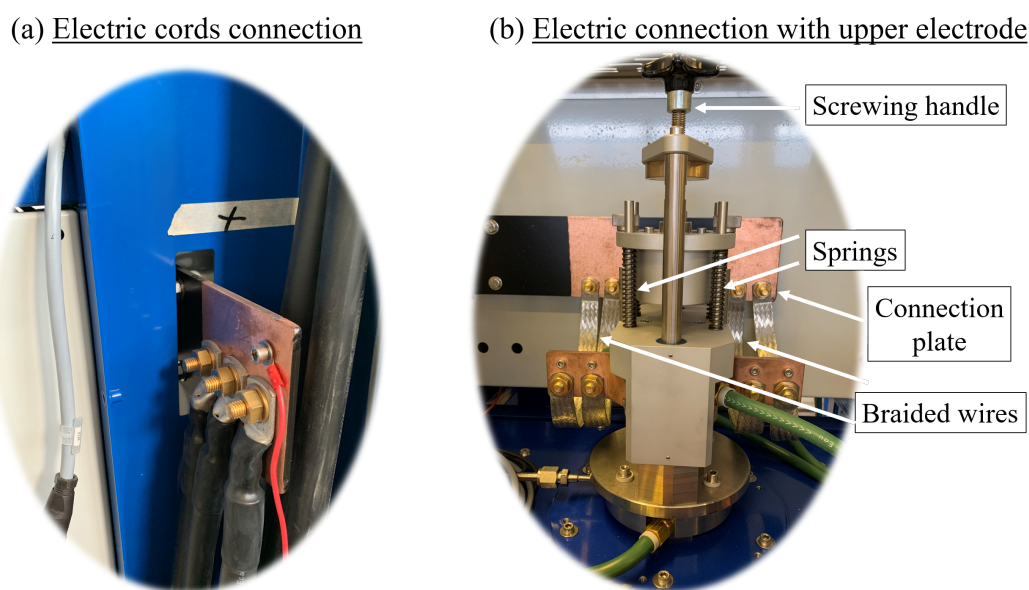 (a) Electric cords connection
(b) Electric connection with upper electrode
Screwing handle
Springs
Connection
plate
Braided wires
+